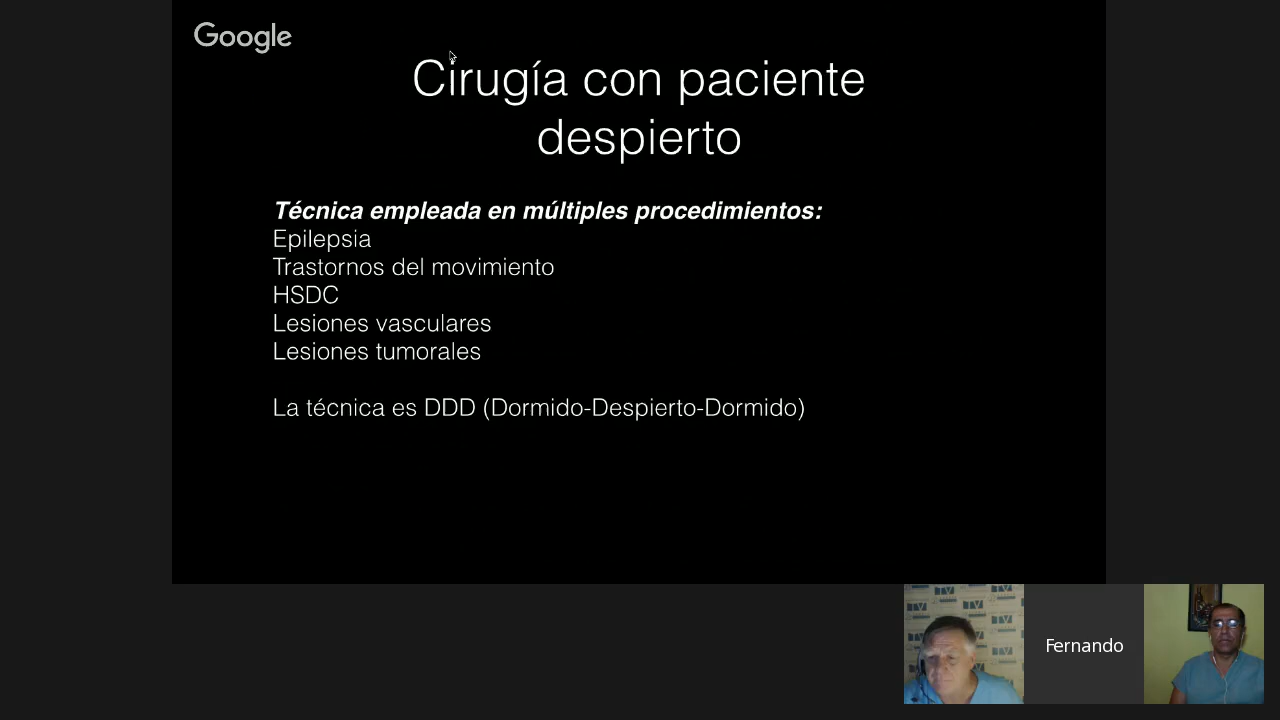 Google
Cirugía con paciente
despierto
Técnica empleada en múltiples procedimientos:
Epilepsia
Trastornos del movimiento
HSDC
Lesiones vasculares
Lesiones tumorales
La técnica es DDD (Dormido-Despierto-Dormido)
Fernando